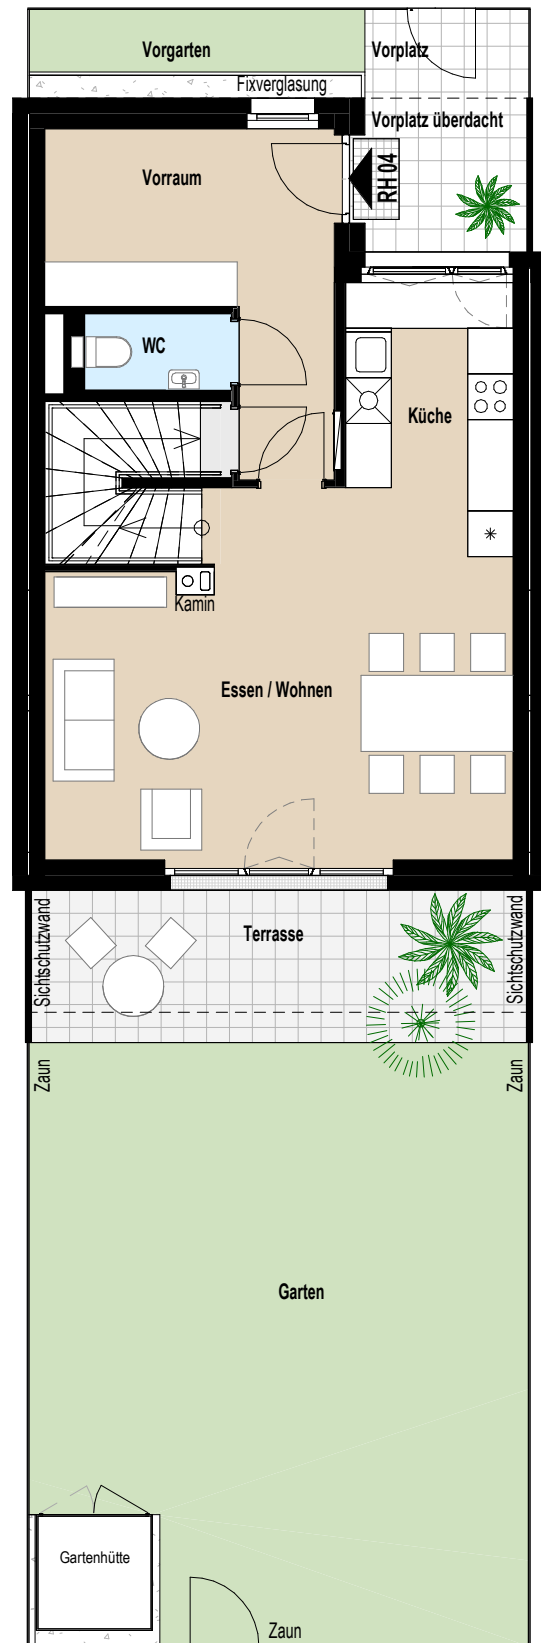 Vorgarten
Vorplatz
Fixverglasung
Vorplatz überdacht
RH 04
Vorraum
WC
Küche
Kamin
Essen / Wohnen
Sichtschutzwand
Terrasse
Sichtschutzwand
Zaun
Zaun
Garten
Gartenhütte
Zaun